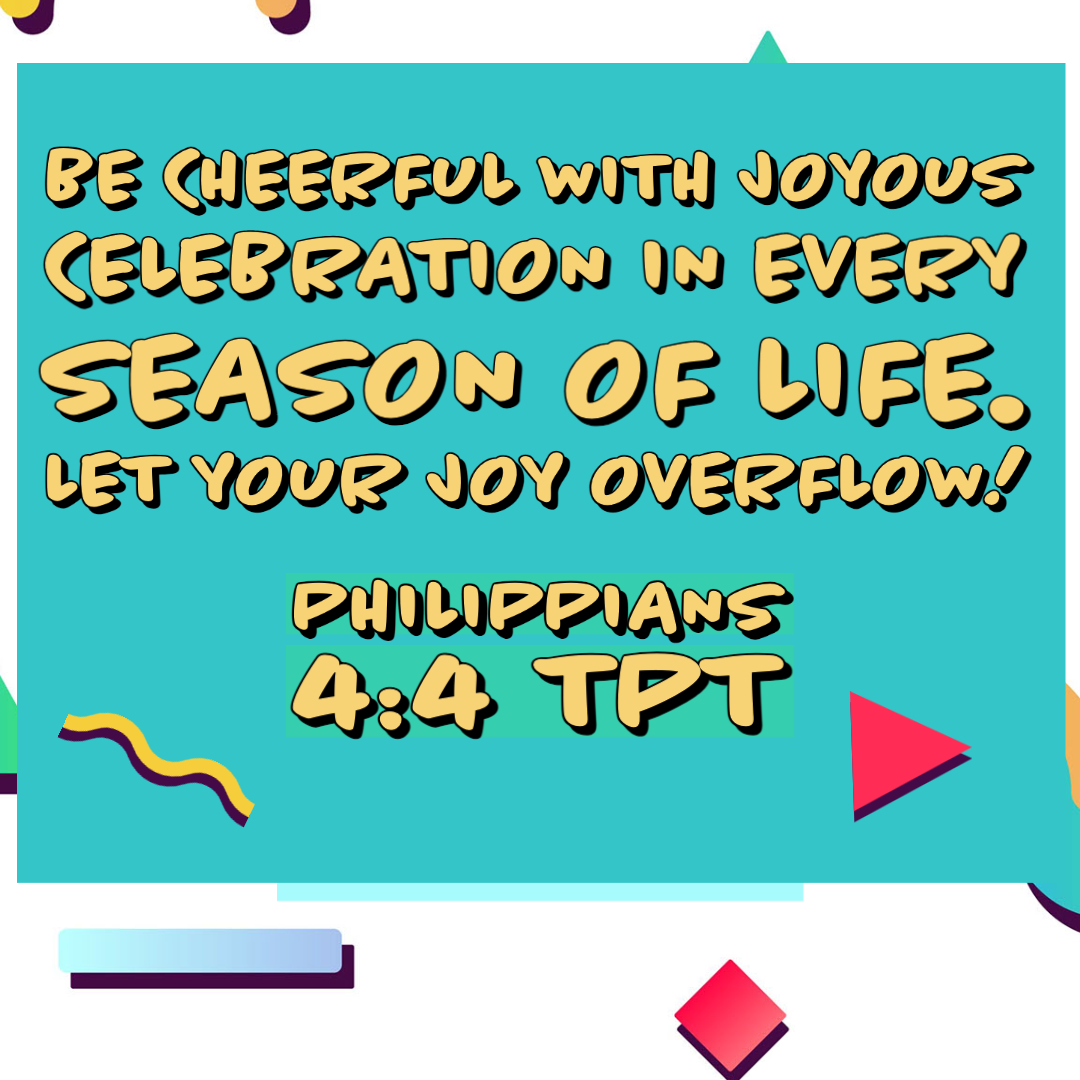 BE CHEERFUL WITH JOYOUS
CELEBRATION IN EVERY
SEASON OF LIFE.
LET YOUR JOY OVERFLOW!
PHILIPPIANS
4:4 TPT